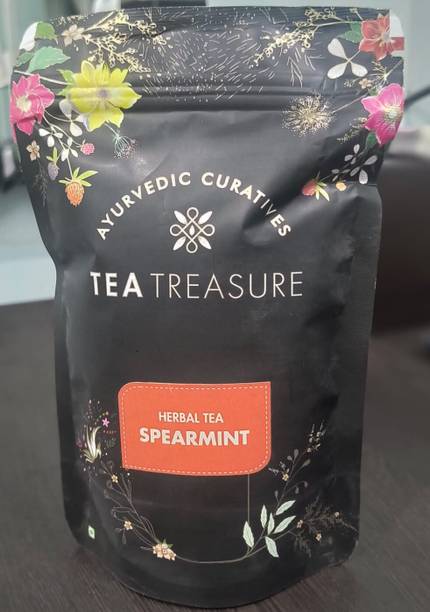 AYURVEDIC CURATIVES
TEA TREASURE
HERBAL TEA
SPEARMINT